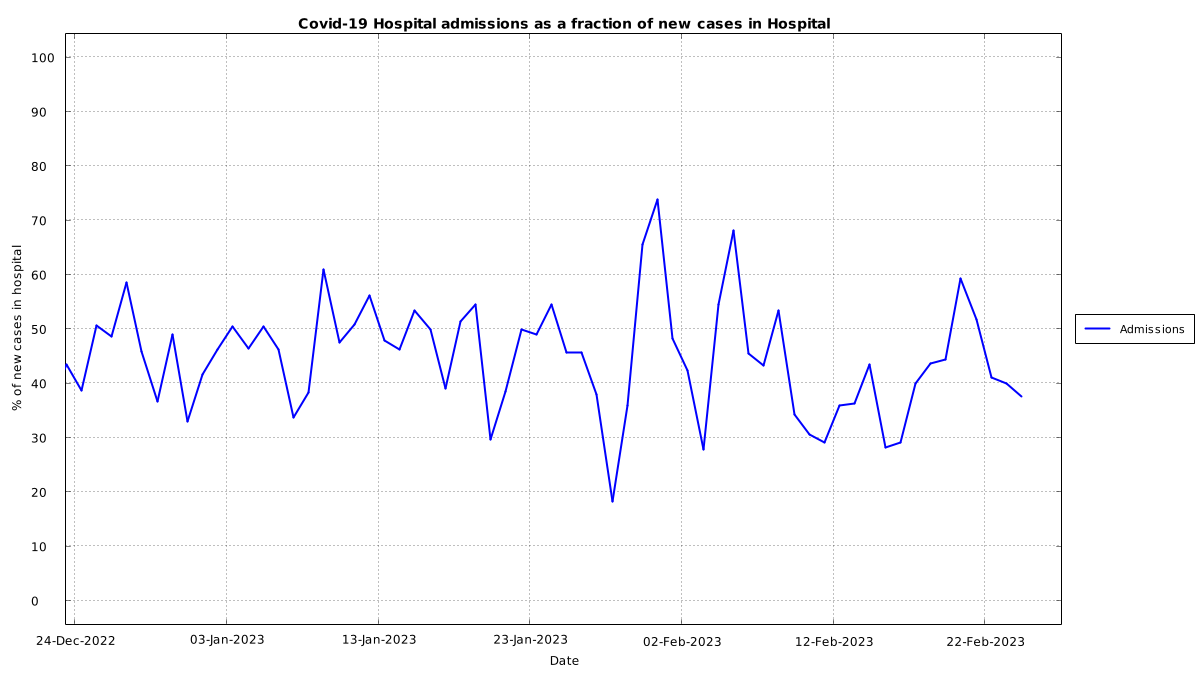 Covid-19 Hospital admissions as a fraction of new cases in Hospital
100
90
80
70
60
50
40
30
20
10
0
% of new cases in hospital
24-Dec-2022 03-Jan-2023 13-Jan-2023 23-Jan-2023 02-Feb-2023 12-Feb-2023 22-Feb-2023
Date
Admissions